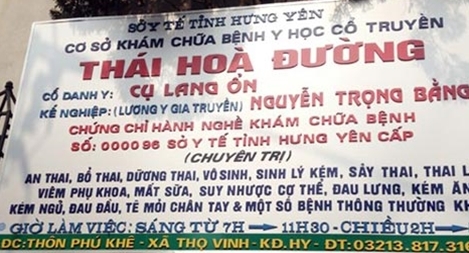 SỞ Y TẾ TỈNH HƯNG YÊN
CƠ SỞ KHÁM CHỮA BỆNH Y HỌC CỔ TRUYỀN
THÁI HOÀ ĐƯỜNG
CỐ DANH Y: CỤ LANG ỔN
KẾ NGHIỆP: (LƯƠNG Y GIA TRUYỀN) NGUYỄN TRỌNG BẰNG
CHỨNG CHỈ HÀNH NGHỀ KHÁM CHỮA BỆNH
SỐ: 000096 SỞ Y TẾ TỈNH HƯNG YÊN CẤP
(CHUYÊN TRỊ)
AN THAI, BỔ THAI, DƯỠNG THAI, VÔ SINH, SINH LÝ KÉM, SẢY THAI, THAI
VIÊM PHỤ KHOA, MẤT SỮA, SUY NHƯỢC CƠ THỂ, ĐAU LƯNG, KÉM ĂN
KÉM NGỦ, ĐAU ĐẦU, TÊ MỎI CHÂN TAY & MỘT SỐ BỆNH THÔNG THƯỜNG
GIỜ LÀM VIỆC: SÁNG TỪ 7H → 11H30 - CHIỀU 2H →
ĐC: THÔN PHÚ KHÊ - XÃ THỌ VINH - KĐ.HY - ĐT: 03213.817.316